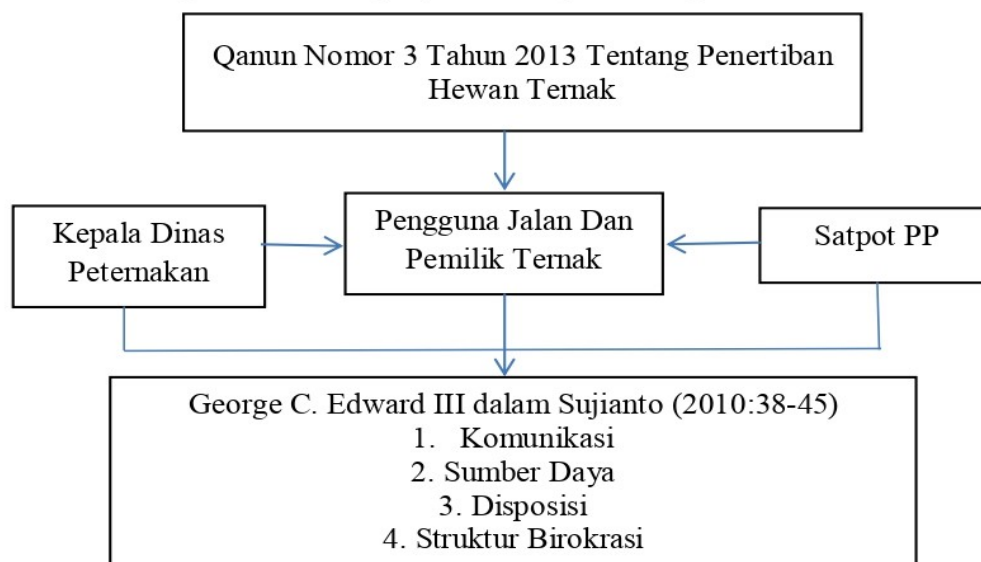 Qanun Nomor 3 Tahun 2013 Tentang Penertiban
Hewan Ternak
Kepala Dinas
Peternakan
Pengguna Jalan Dan
Pemilik Ternak
Satpot PP
George C. Edward III dalam Sujianto (2010:38-45)
1. Komunikasi
2. Sumber Daya
3. Disposisi
4. Struktur Birokrasi